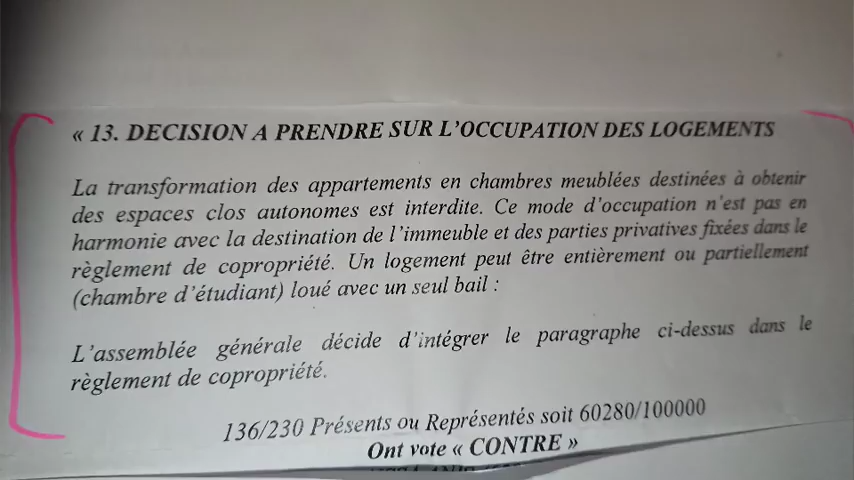 « 13. DECISION A PRENDRE SUR L'OCCUPATION DES LOGEMENTS
La transformation des appartements en chambres meublées destinées à obtenir
des espaces clos autonomes est interdite. Ce mode d'occupation n'est pas en
harmonie avec la destination de l'immeuble et des parties privatives fixées dans le
règlement de copropriété. Un logement peut être entièrement ou partiellement
(chambre d'étudiant) loué avec un seul bail :
L'assemblée générale décide d'intégrer le paragraphe ci-dessus dans le
règlement de copropriété.
136/230 Présents ou Représentés soit 60280/100000
Ont vote « CONTRE »